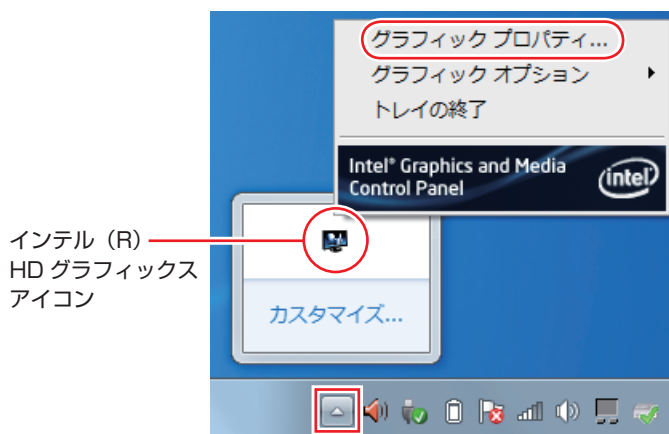 グラフィック プロパティ...
グラフィック オプション
トレイの終了
Intel® Graphics and Media
Control Panel
intel
インテル（R）
HD グラフィックス
アイコン
カスタマイズ...